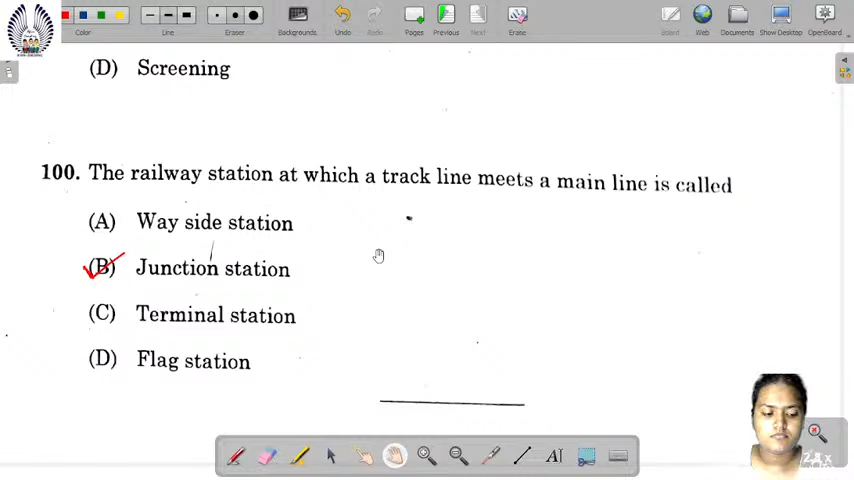 Color
Line
Eraser
Backgrounds
Undo
Redo
Pages
Previous
Next
Erase
Board
Web
Documents
Show Desktop
OpenBoard
(D) Screening
100. The railway station at which a track line meets a main line is called
(A) Way side station
(B) Junction station
(C) Terminal station
(D) Flag station